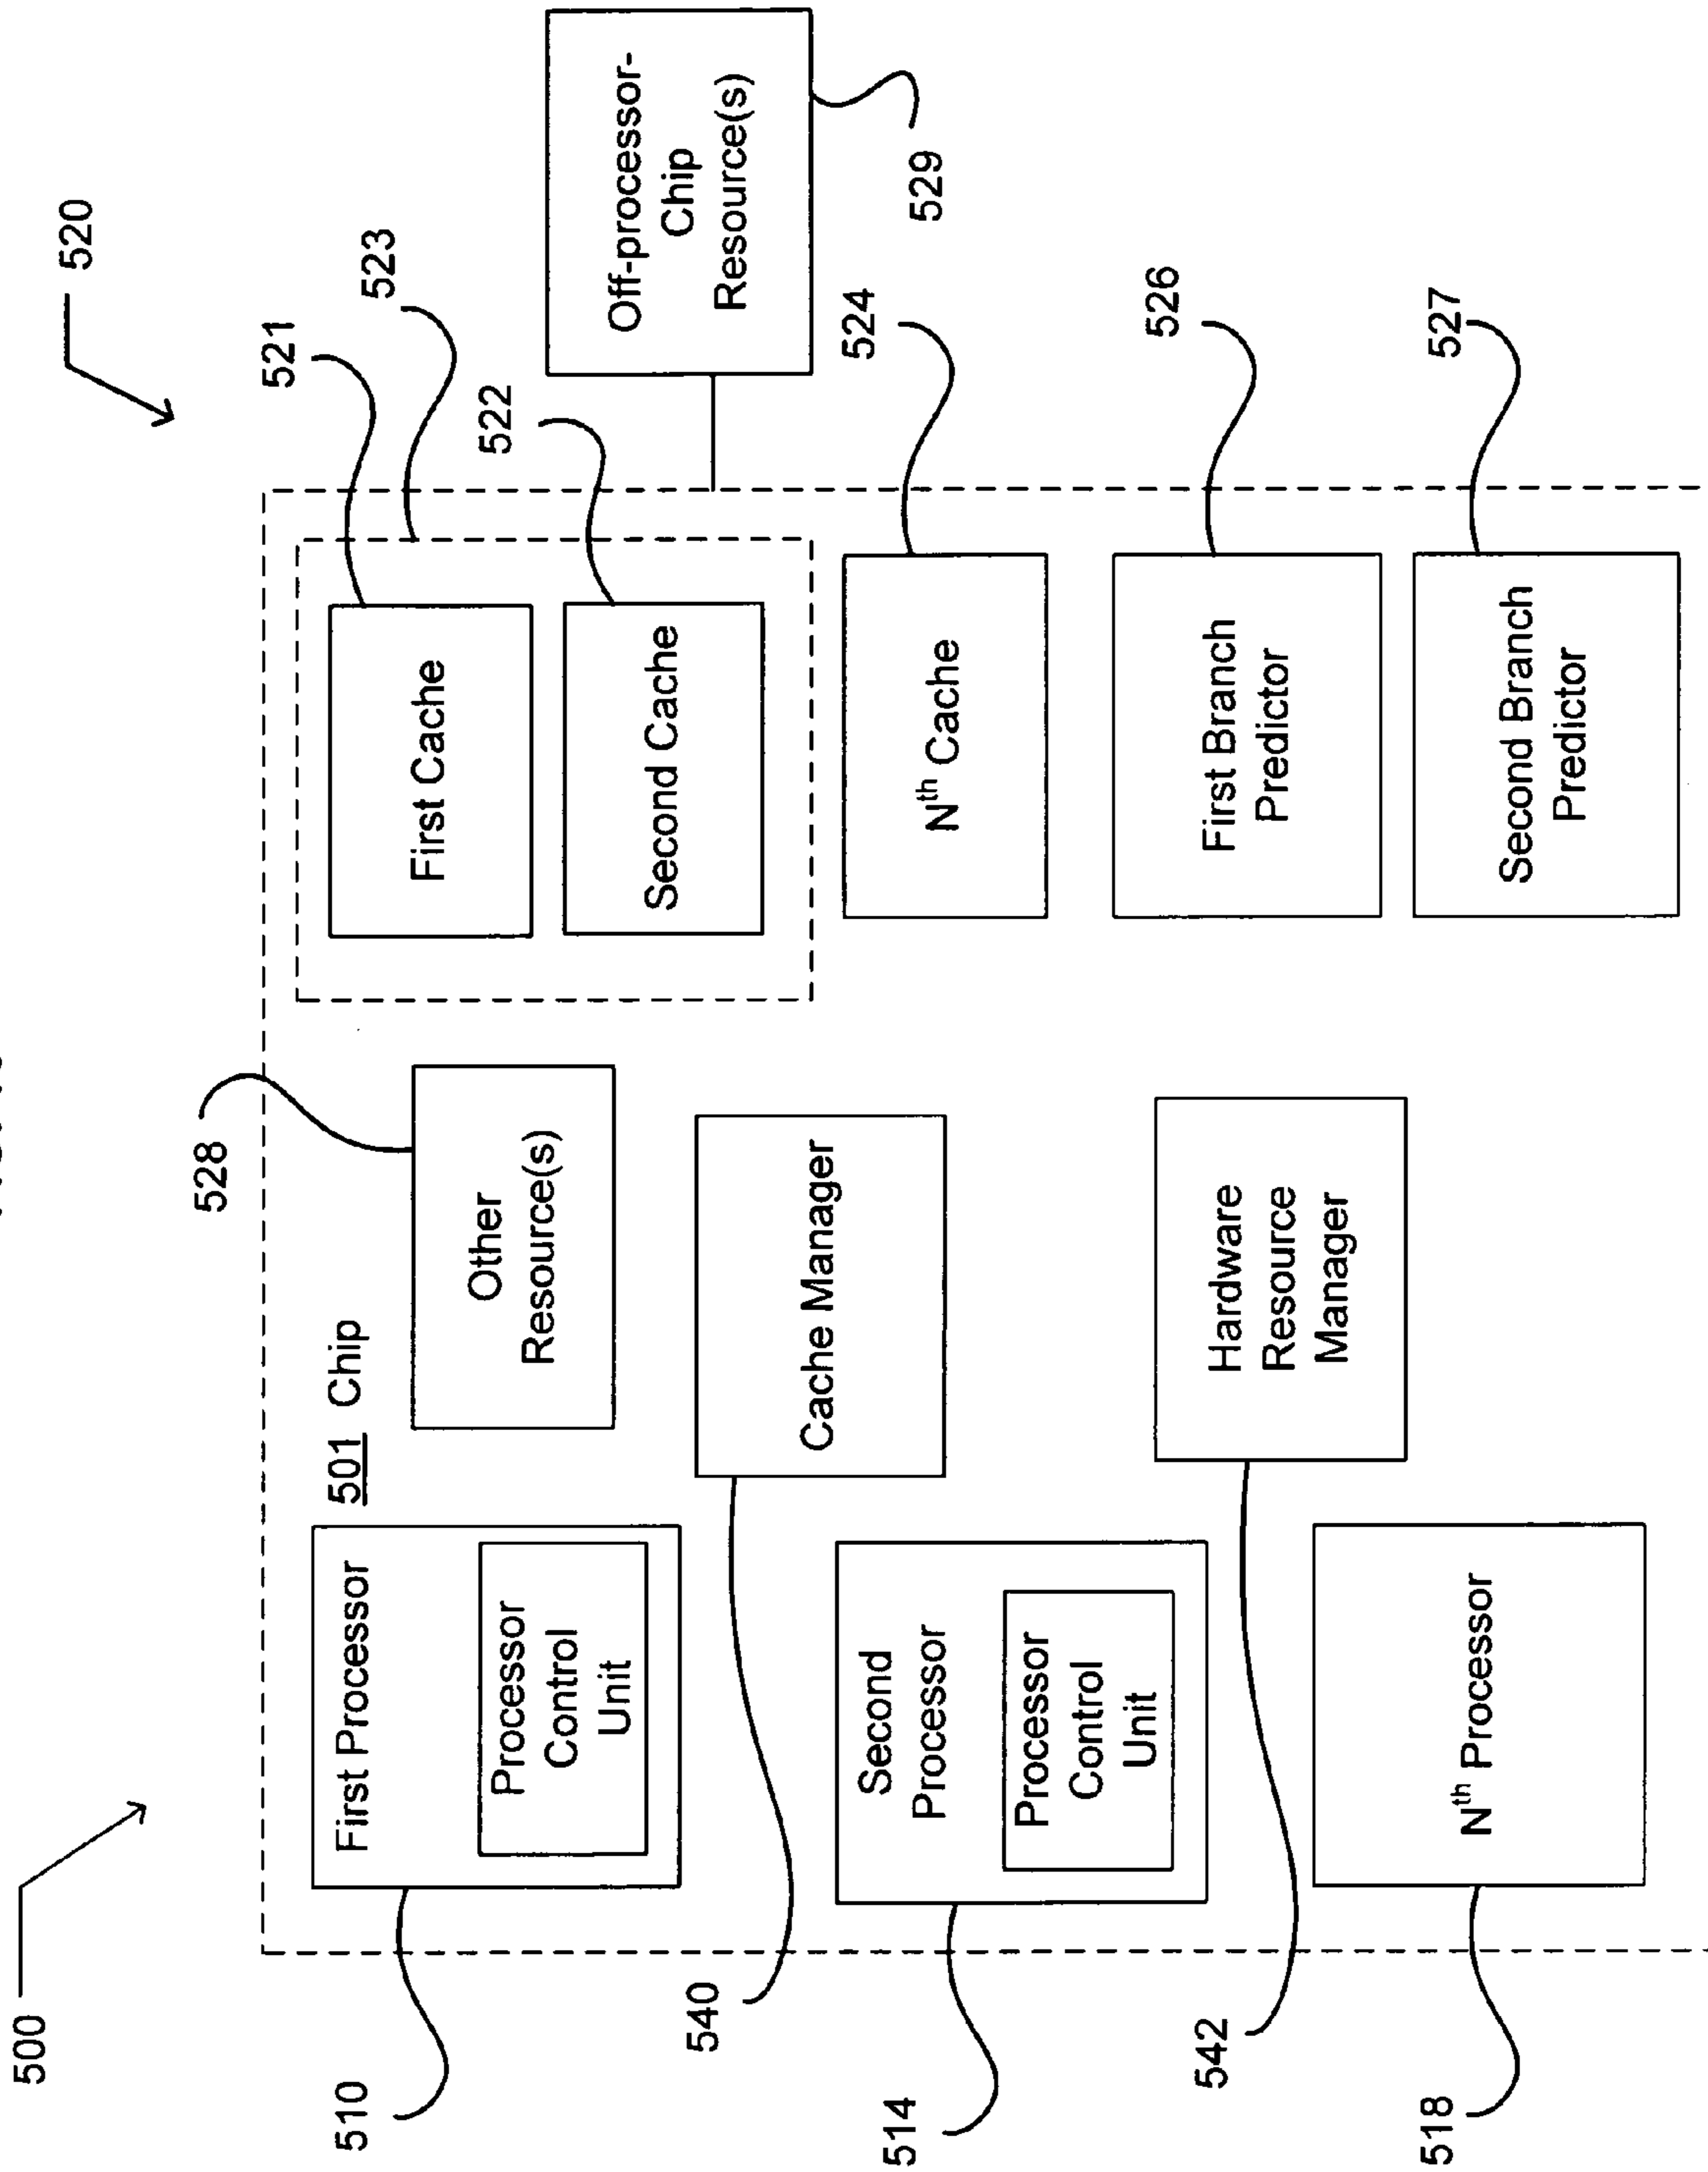 500
520
528
521
523
501 Chip
510
First Processor
Processor
Control
Unit
Other
Resource(s)
First Cache
522
Second Cache
Off-processor-
Chip
Resource(s)
529
540
Cache Manager
524
Nth Cache
514
Second
Processor
Processor
Control
Unit
526
First Branch
Predictor
542
Hardware
Resource
Manager
518
Nth Processor
527
Second Branch
Predictor